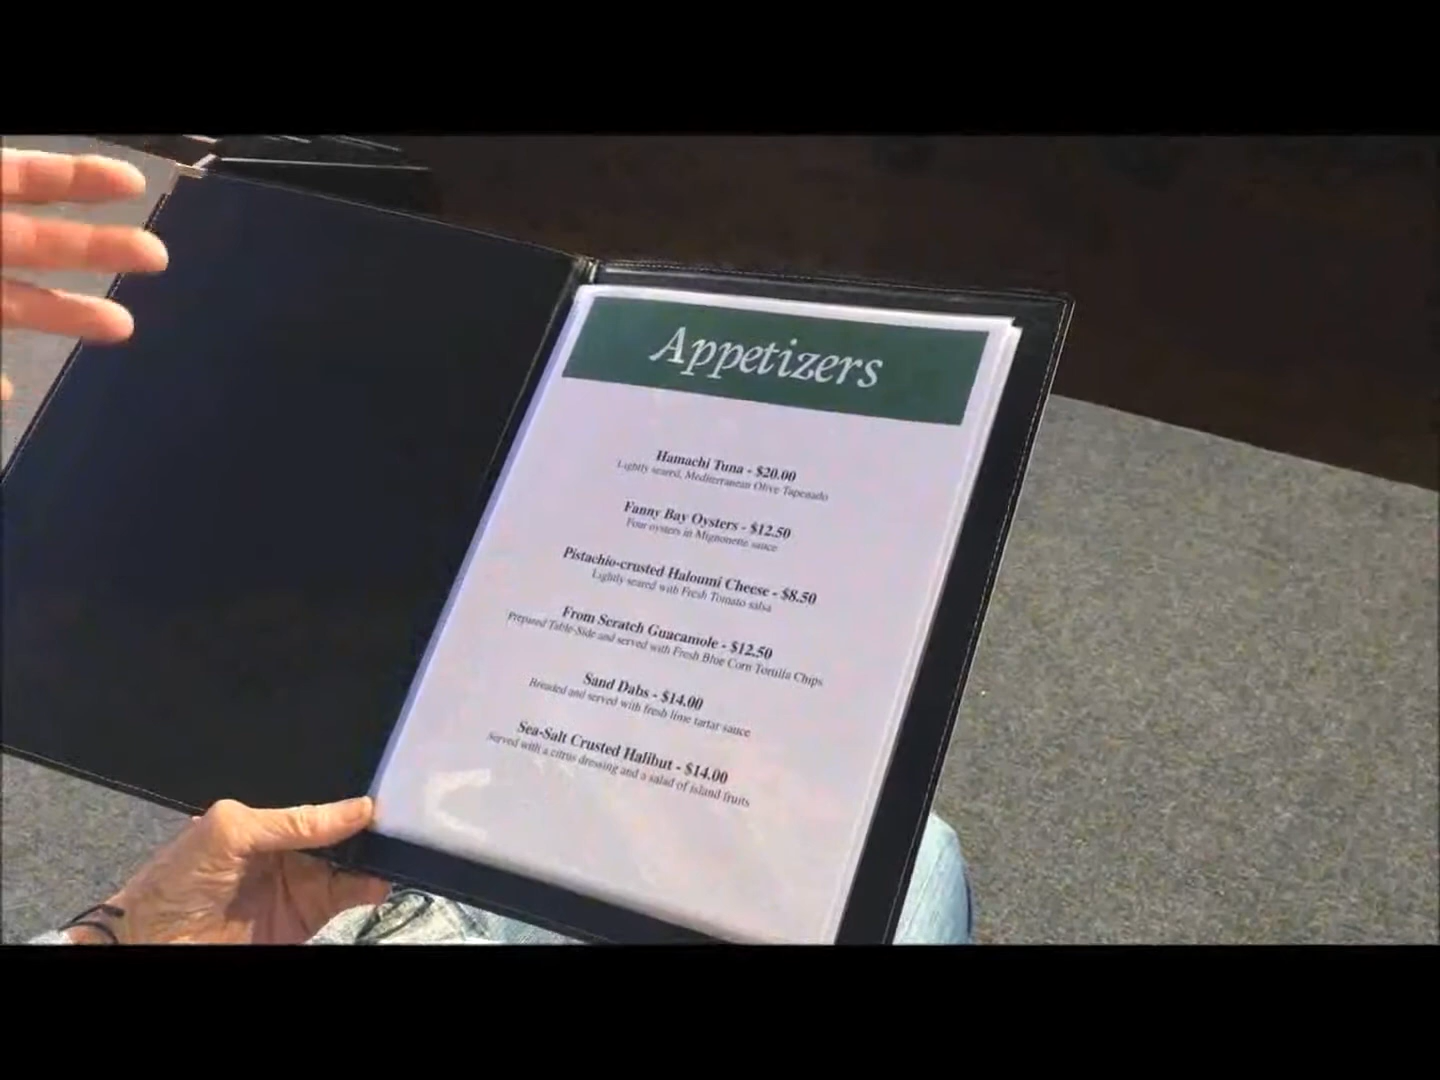 Appetizers
Hamachi Tuna - $20.00
Lightly seared, Mediterranean Olive Tapenado
Fanny Bay Oysters - $12.50
Four oysters in Mignonette sauce
Pistachio-crusted Haloumi Cheese - $8.50
Lightly seared with Fresh Tomato salsa
From Scratch Guacamole - $12.50
Prepared Table-Side and served with Fresh Blue Corn Torulla Chips
Sand Dabs - $14.00
Breaded and served with fresh lime tartar sauce
Sea-Salt Crusted Halibut - $14.00
Served with a citrus dressing and a salad of island fruits